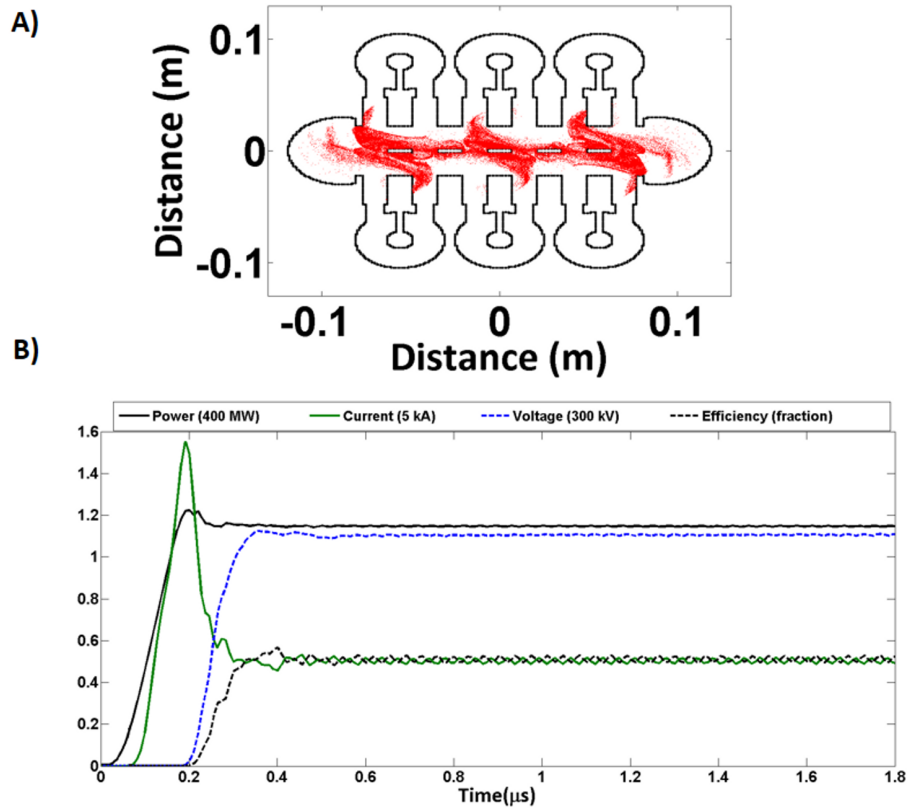 A)
Distance (m)
0.1
0
-0.1
-0.1 0 0.1
Distance (m)
B)
Power (400 MW) Current (5 kA) Voltage (300 kV) Efficiency (fraction)
1.6
1.4
1.2
1
0.8
0.6
0.4
0.2
0
0 0.2 0.4 0.6 0.8 1 1.2 1.4 1.6 1.8
Time(μs)